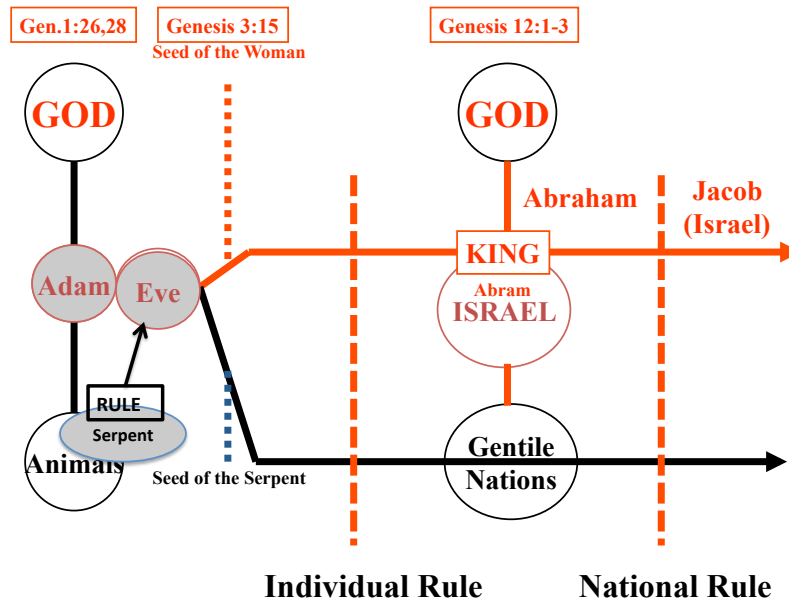 Gen.1:26,28
Genesis 3:15
Genesis 12:1-3
Seed of the Woman
GOD
GOD
Abraham
Jacob
(Israel)
KING
Adam
Eve
Abram
ISRAEL
RULE
Serpent
Animals
Gentile
Nations
Seed of the Serpent
Individual Rule
National Rule